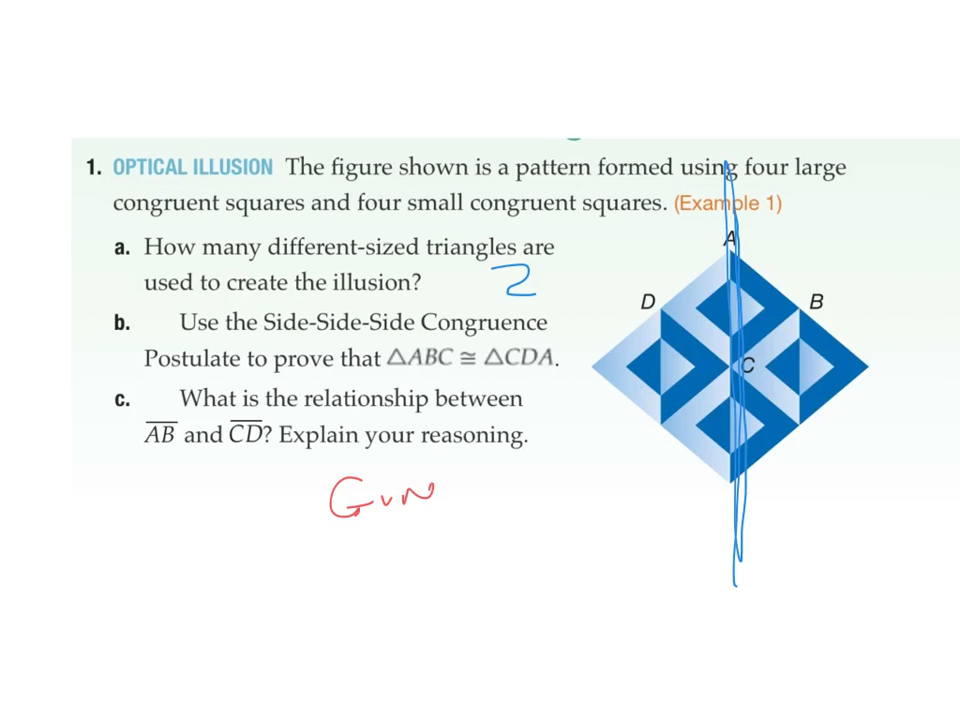 1. OPTICAL ILLUSION The figure shown is a pattern formed using four large
congruent squares and four small congruent squares. (Example 1)
a. How many different-sized triangles are
used to create the illusion? 2
b. Use the Side-Side-Side Congruence
Postulate to prove that △ABC ≅ △CDA.
c. What is the relationship between
AB and CD? Explain your reasoning.
A
D
B
C